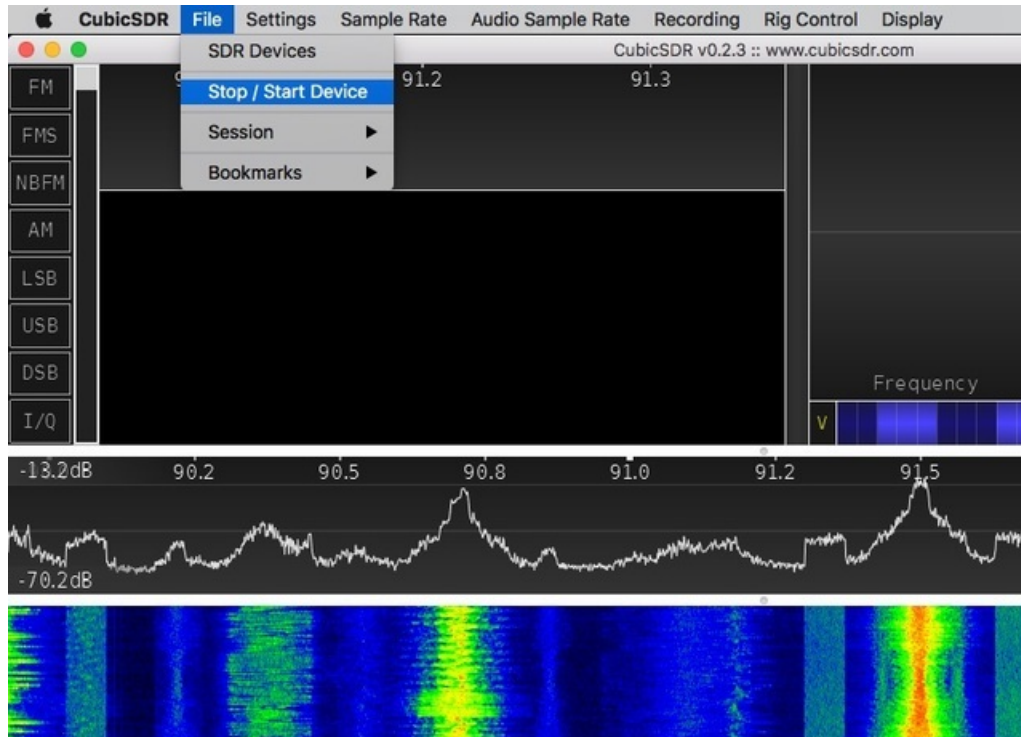 CubicSDR File Settings Sample Rate Audio Sample Rate Recording Rig Control Display
CubicSDR v0.2.3 :: www.cubicsdr.com
SDR Devices
Stop / Start Device
Session
Bookmarks
91.2 91.3
FM
FMS
NBFM
AM
LSB
USB
DSB
I/Q
Frequency
V
-13.2dB 90.2 90.5 90.8 91.0 91.2 91.5
-70.2dB